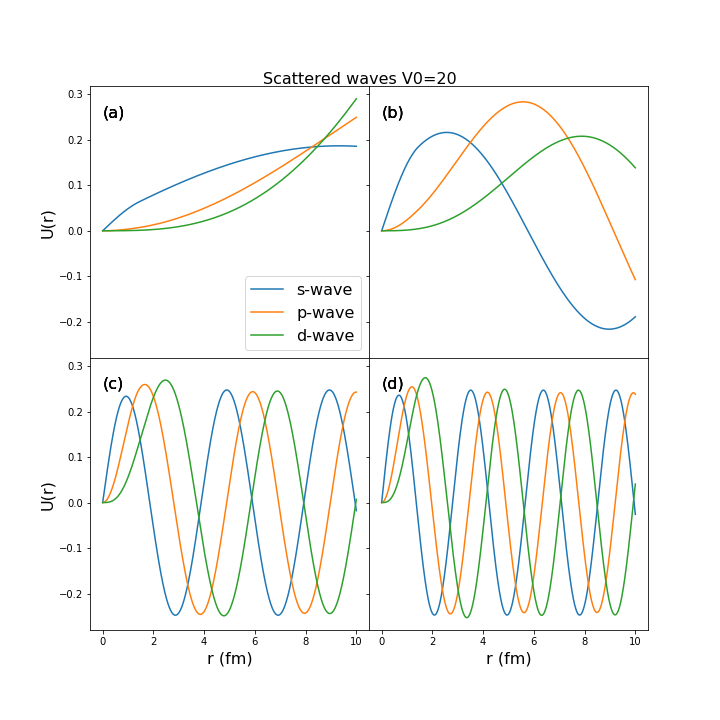 Scattered waves V0=20
(a)
(b)
0.3
0.2
0.1
0.0
−0.1
−0.2
U(r)
s-wave
p-wave
d-wave
(c)
(d)
0.3
0.2
0.1
0.0
−0.1
−0.2
U(r)
0 2 4 6 8 10
0 2 4 6 8 10
r (fm)
r (fm)